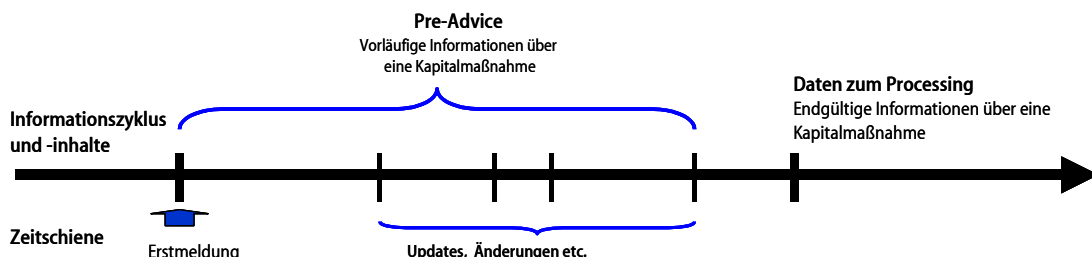 Pre-Advice
Vorläufige Informationen über
eine Kapitalmaßnahme
Daten zum Processing
Endgültige Informationen über eine
Kapitalmaßnahme
Informationszyklus
und -inhalte
Zeitschiene
Erstmeldung
Updates, Änderungen etc.